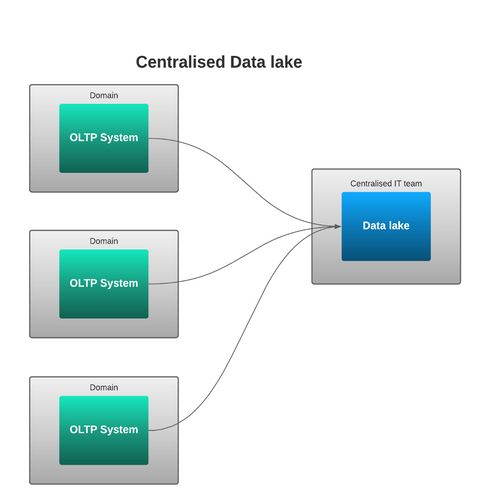 Centralised Data lake
Domain
OLTP System
Domain
OLTP System
Domain
OLTP System
Centralised IT team
Data lake